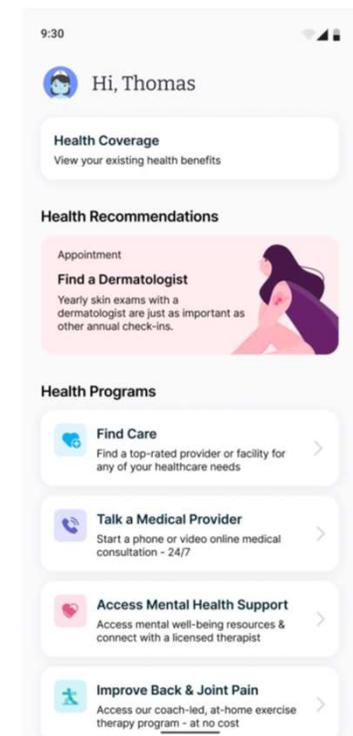 9:30
Hi, Thomas
Health Coverage
View your existing health benefits
Health Recommendations
Appointment
Find a Dermatologist
Yearly skin exams with a
dermatologist are just as important as
other annual check-ins.
Health Programs
Find Care
Find a top-rated provider or facility for
any of your healthcare needs
Talk a Medical Provider
Start a phone or video online medical
consultation - 24/7
Access Mental Health Support
Access mental well-being resources &
connect with a licensed therapist
Improve Back & Joint Pain
Access our coach-led, at-home exercise
therapy program - at no cost